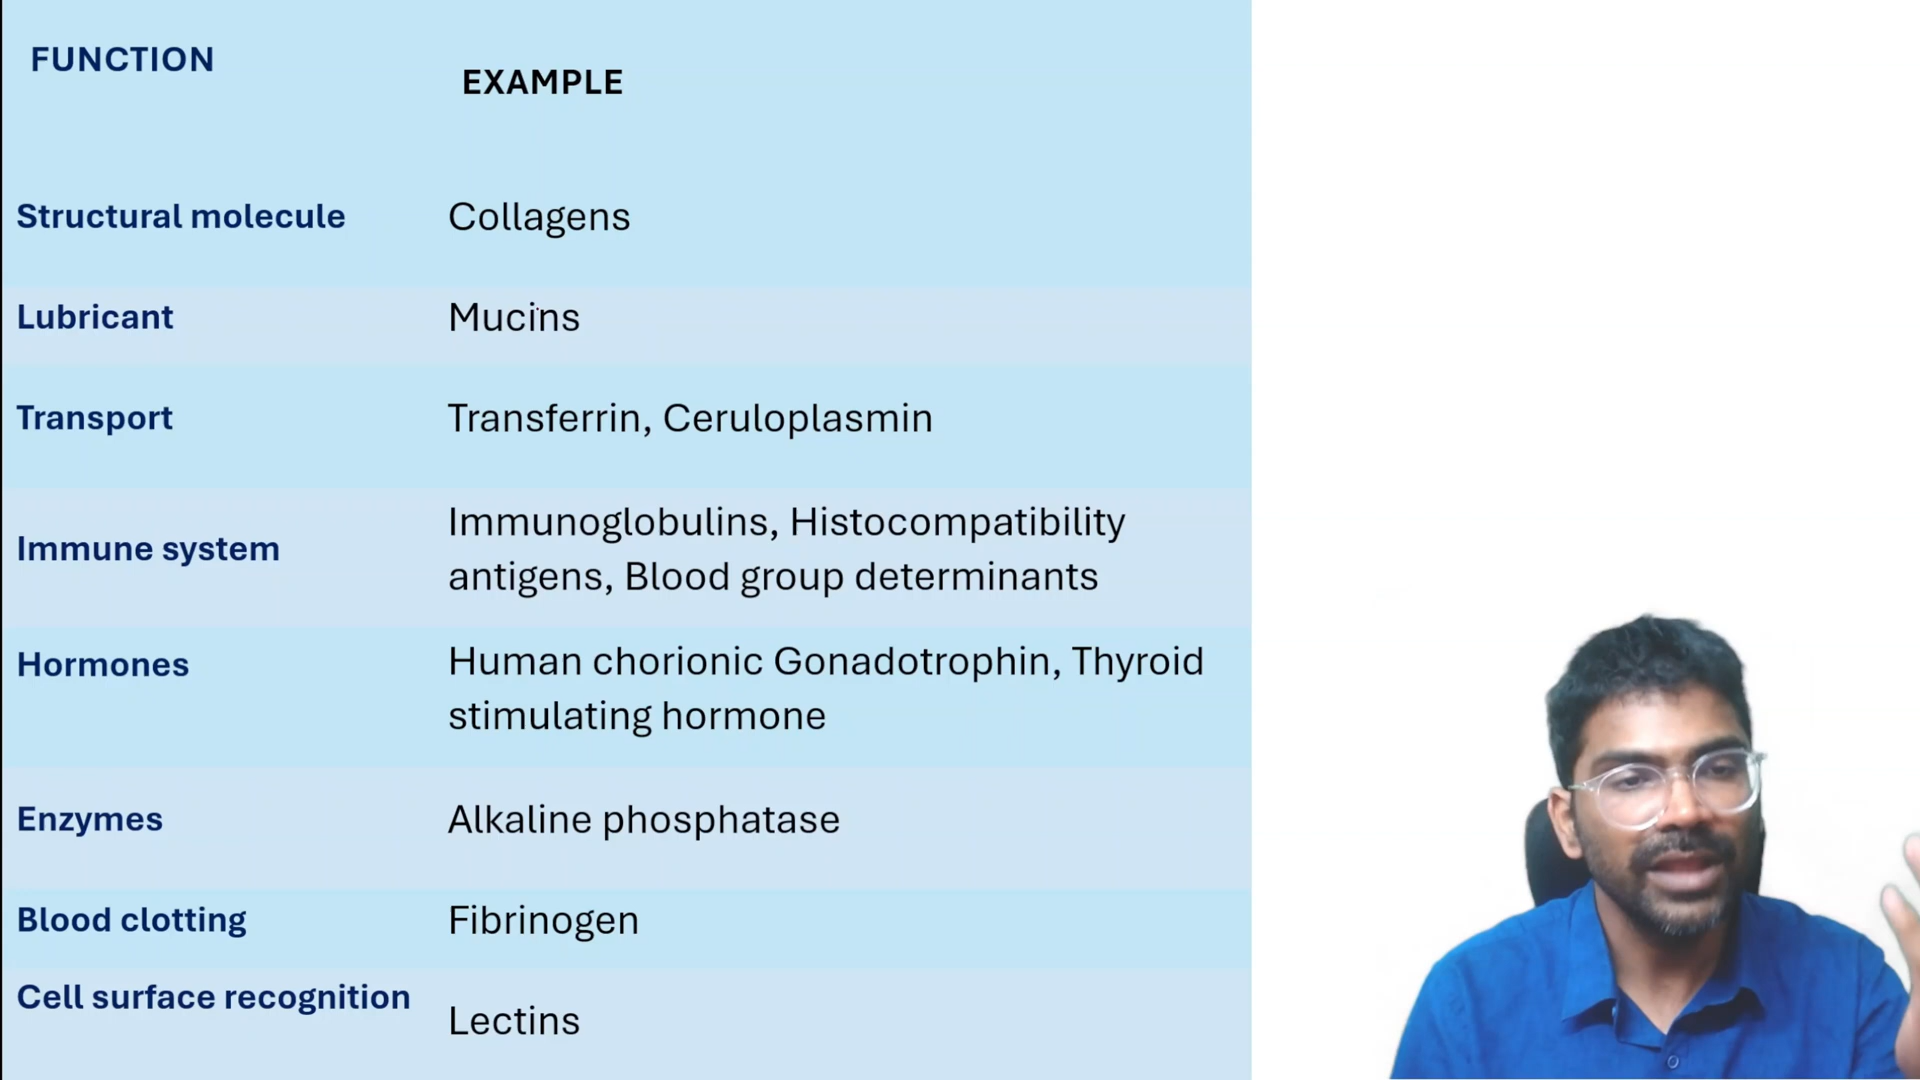 FUNCTION
EXAMPLE
Structural molecule
Collagens
Lubricant
Mucins
Transport
Transferrin, Ceruloplasmin
Immune system
Immunoglobulins, Histocompatibility
antigens, Blood group determinants
Hormones
Human chorionic Gonadotrophin, Thyroid
stimulating hormone
Enzymes
Alkaline phosphatase
Blood clotting
Fibrinogen
Cell surface recognition
Lectins